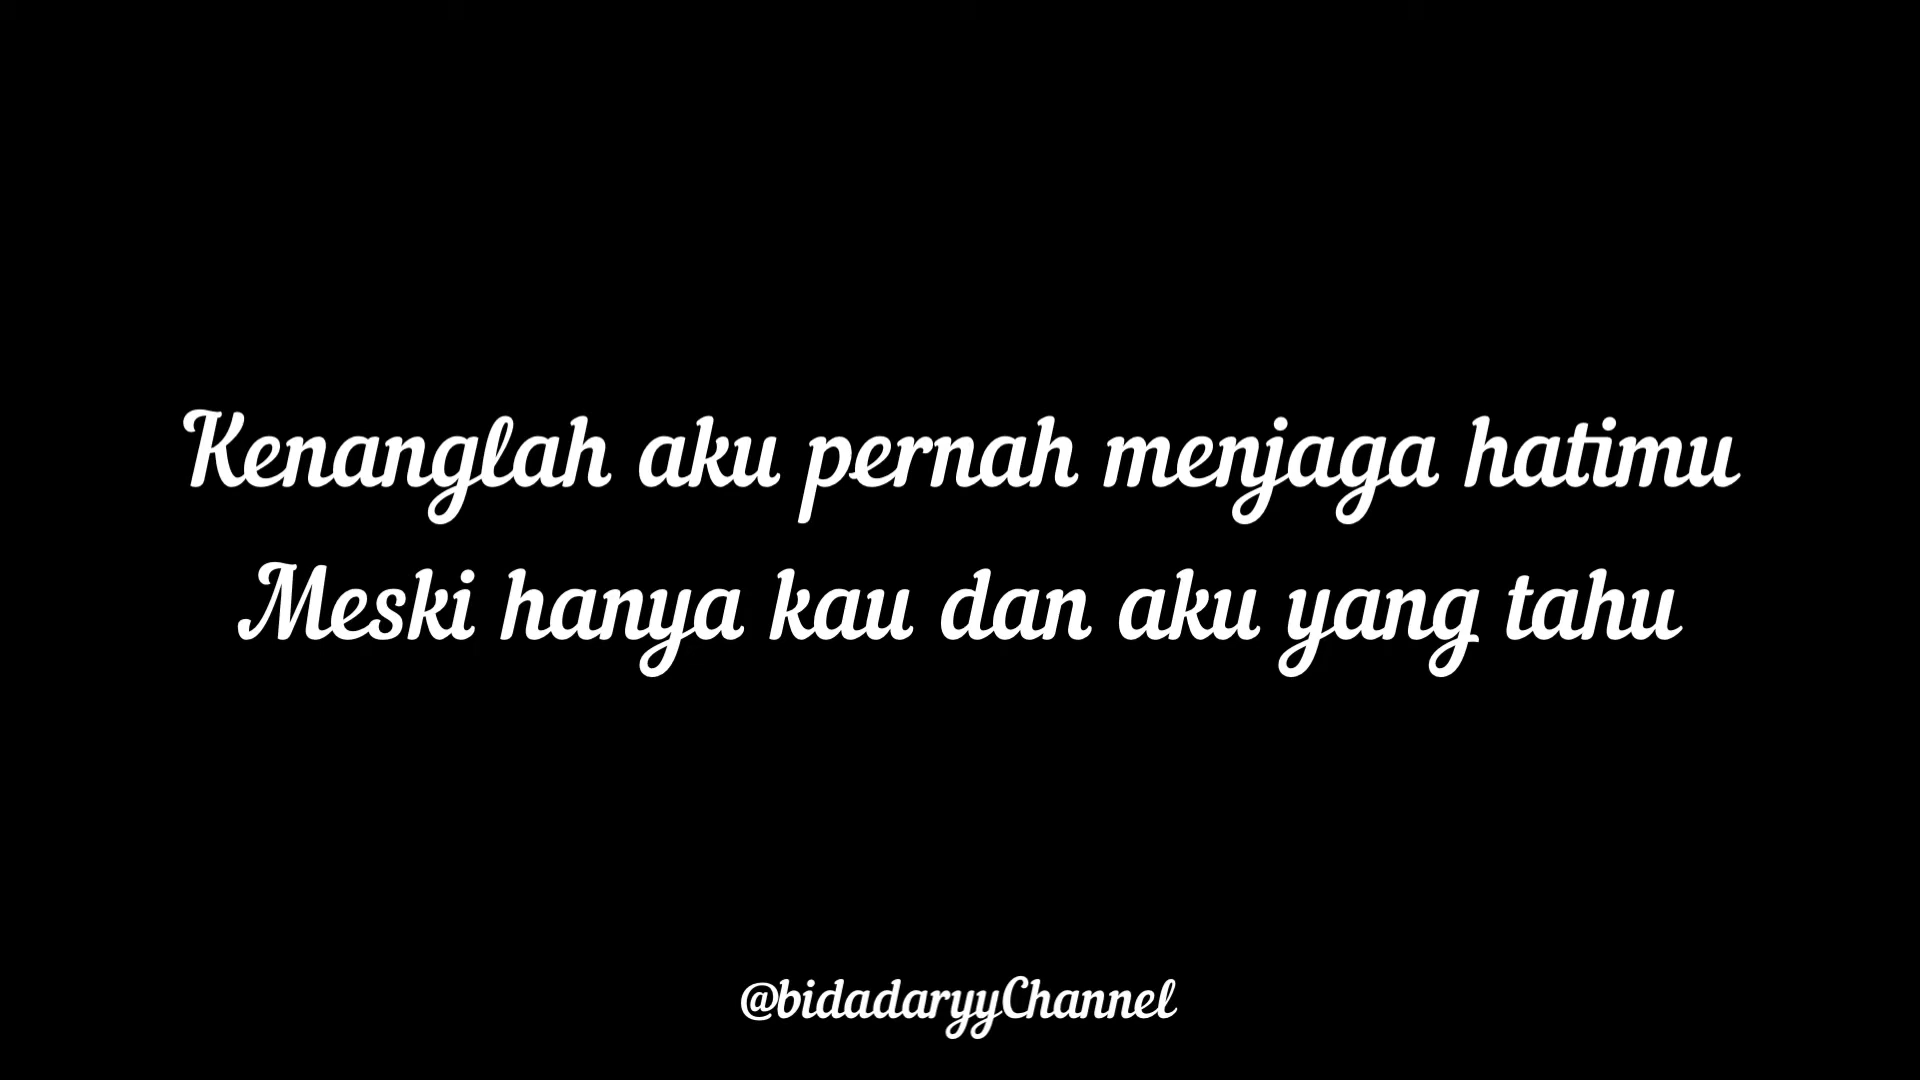 Kenanglah aku pernah menjaga hatimu
Meski hanya kau dan aku yang tahu
@bidadaryyChannel